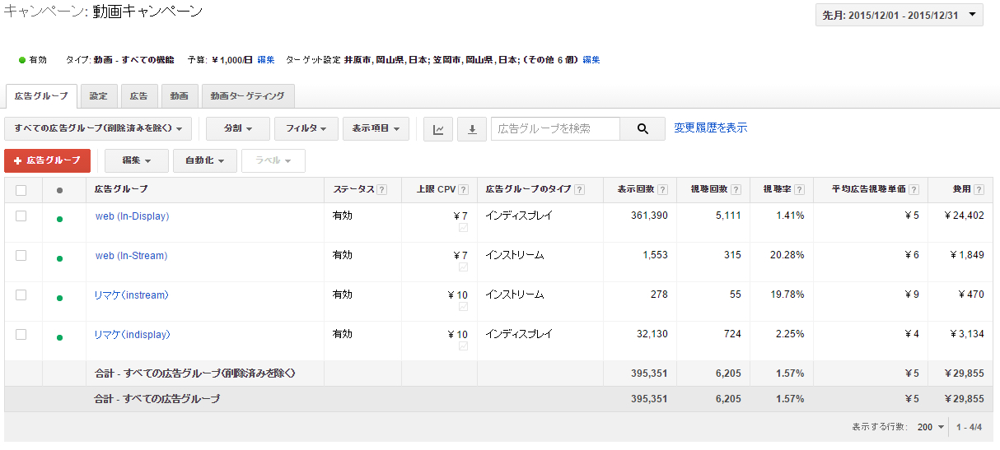 キャンペーン: 動画キャンペーン
先月: 2015/12/01 - 2015/12/31
有効 タイプ: 動画 - すべての機能 予算: ￥1,000/日 編集 ターゲット設定 井原市, 岡山県, 日本; 笠岡市, 岡山県, 日本; (その他 6 個) 編集
広告グループ 設定 広告 動画 動画ターゲティング
すべての広告グループ(削除済みを除く) 分割 フィルタ 表示項目 広告グループを検索 変更履歴を表示
+ 広告グループ 編集 自動化 ラベル
広告グループ ステータス ? 上限 CPV ? 広告グループのタイプ ? 表示回数 ? 視聴回数 ? 視聴率 ? 平均広告視聴単価 ? 費用 ?
web (In-Display) 有効 ￥7 インディスプレイ 361,390 5,111 1.41% ￥5 ￥24,402
web (In-Stream) 有効 ￥7 インストリーム 1,553 315 20.28% ￥6 ￥1,849
リマケ(instream) 有効 ￥10 インストリーム 278 55 19.78% ￥9 ￥470
リマケ(indisplay) 有効 ￥10 インディスプレイ 32,130 724 2.25% ￥4 ￥3,134
合計 - すべての広告グループ(削除済みを除く) 395,351 6,205 1.57% ￥5 ￥29,855
合計 - すべての広告グループ 395,351 6,205 1.57% ￥5 ￥29,855
表示する行数: 200 1 - 4/4